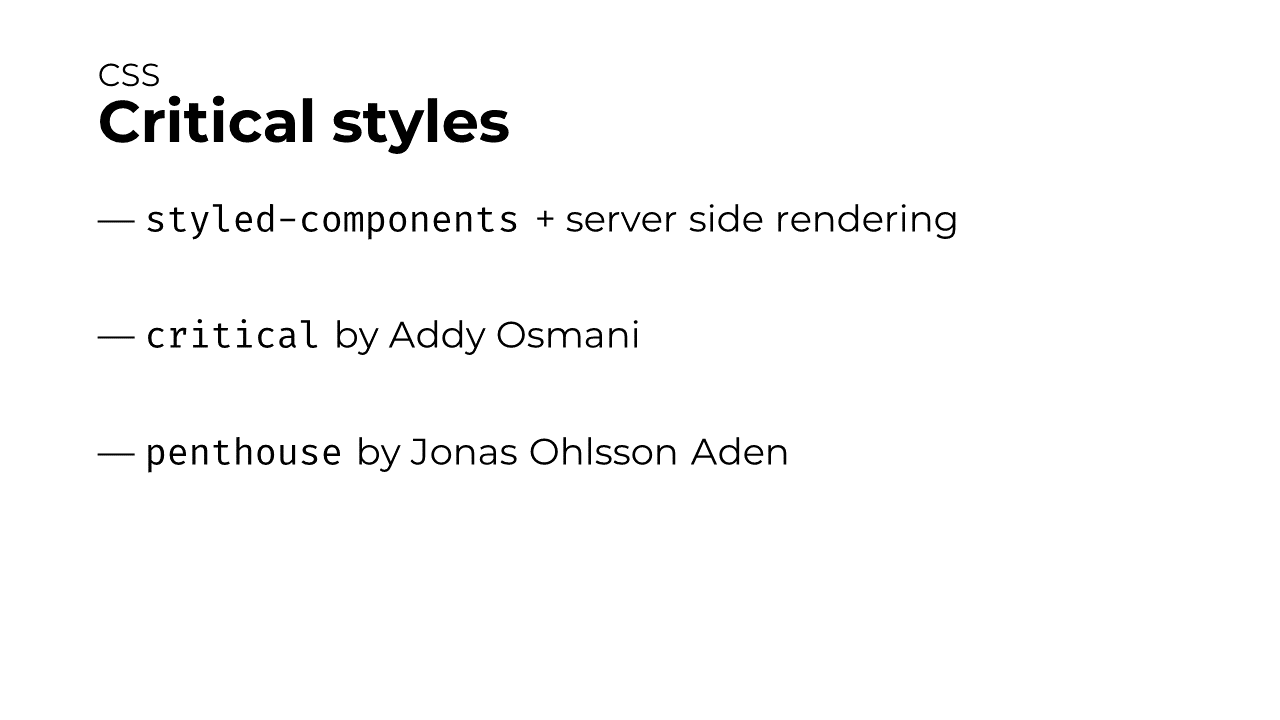 CSS
Critical styles
— styled-components + server side rendering
— critical by Addy Osmani
— penthouse by Jonas Ohlsson Aden